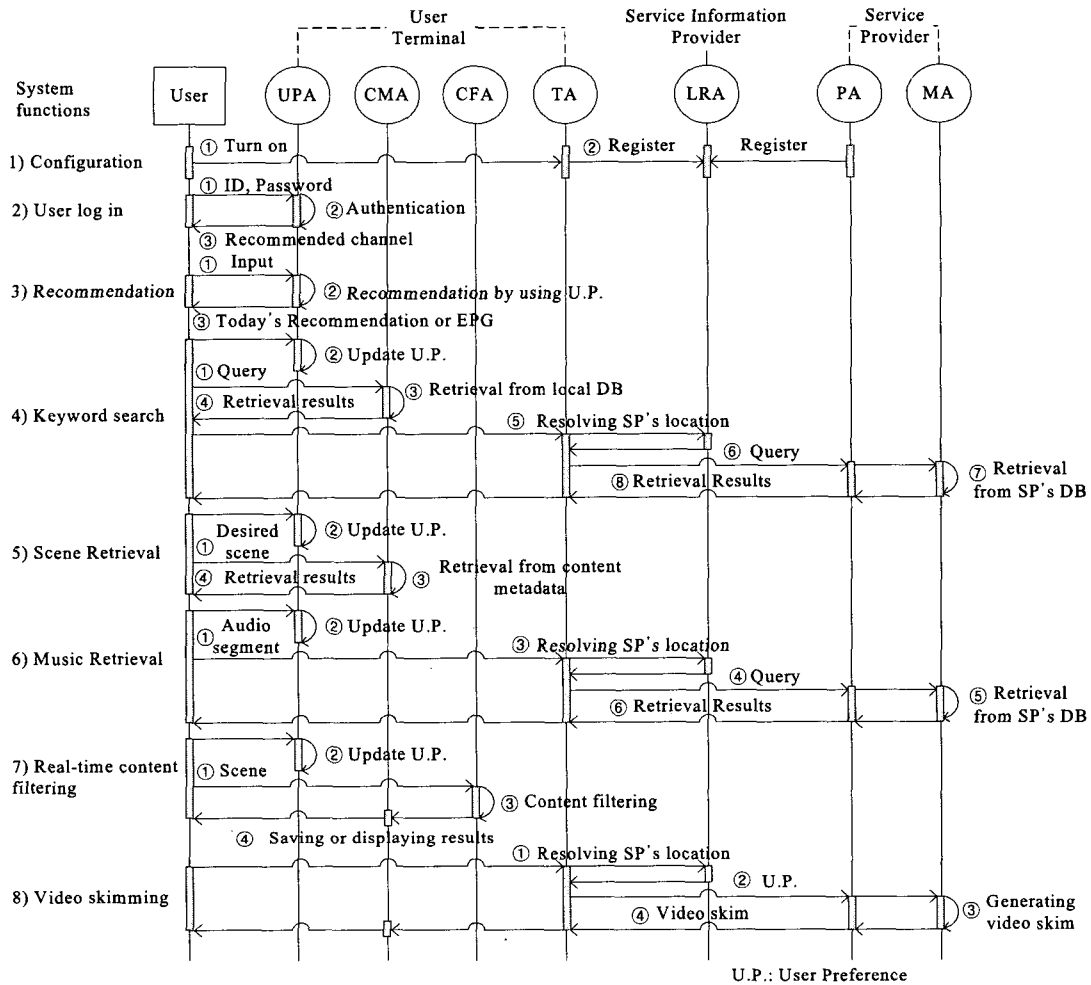 User
Terminal
Service Information
Provider
Service
Provider
System
functions
User
UPA
CMA
CFA
TA
LRA
PA
MA
1) Configuration
① Turn on
② Register
Register
2) User log in
① ID, Password
② Authentication
③ Recommended channel
3) Recommendation
① Input
② Recommendation by using U.P.
③ Today's Recommendation or EPG
4) Keyword search
② Update U.P.
① Query
③ Retrieval from local DB
④ Retrieval results
⑤ Resolving SP's location
⑥ Query
⑦ Retrieval
from SP's DB
⑧ Retrieval Results
5) Scene Retrieval
① Desired
scene
② Update U.P.
③ Retrieval from content
metadata
④ Retrieval results
6) Music Retrieval
① Audio
segment
② Update U.P.
③ Resolving SP's location
④ Query
⑤ Retrieval
from SP's DB
⑥ Retrieval Results
7) Real-time content
filtering
② Update U.P.
① Scene
③ Content filtering
④ Saving or displaying results
8) Video skimming
① Resolving SP's location
② U.P.
③ Generating
video skim
④ Video skim
U.P.: User Preference